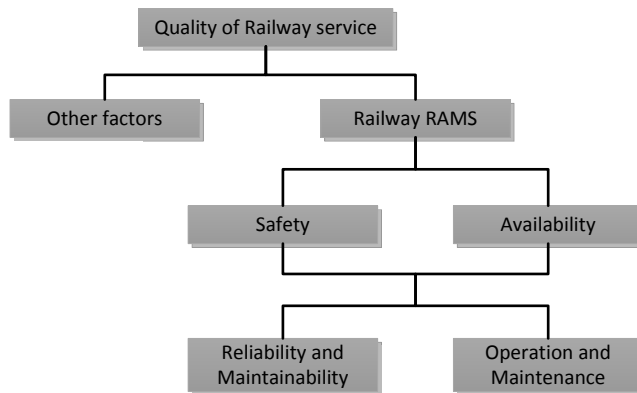 Quality of Railway service
Other factors
Railway RAMS
Safety
Availability
Reliability and
Maintainability
Operation and
Maintenance